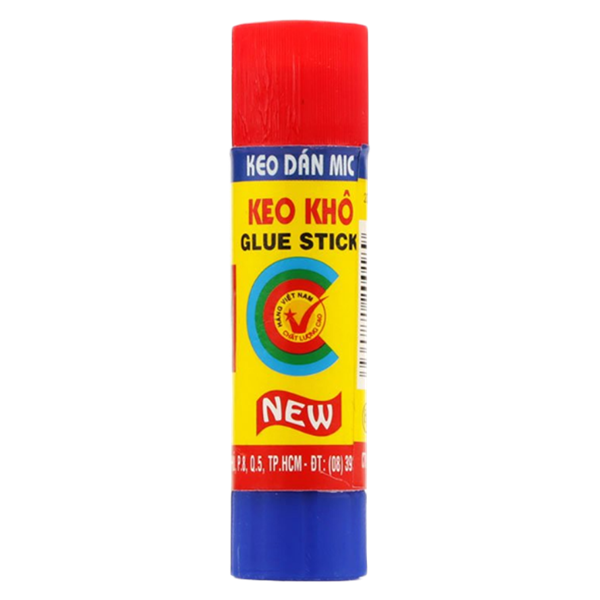 KEO DÁN MIC
KEO KHÔ
GLUE STICK
HÀNG VIỆT NAM
CHẤT LƯỢNG CAO
NEW
, P.8, Q.5, TP.HCM - ĐT: (08) 39